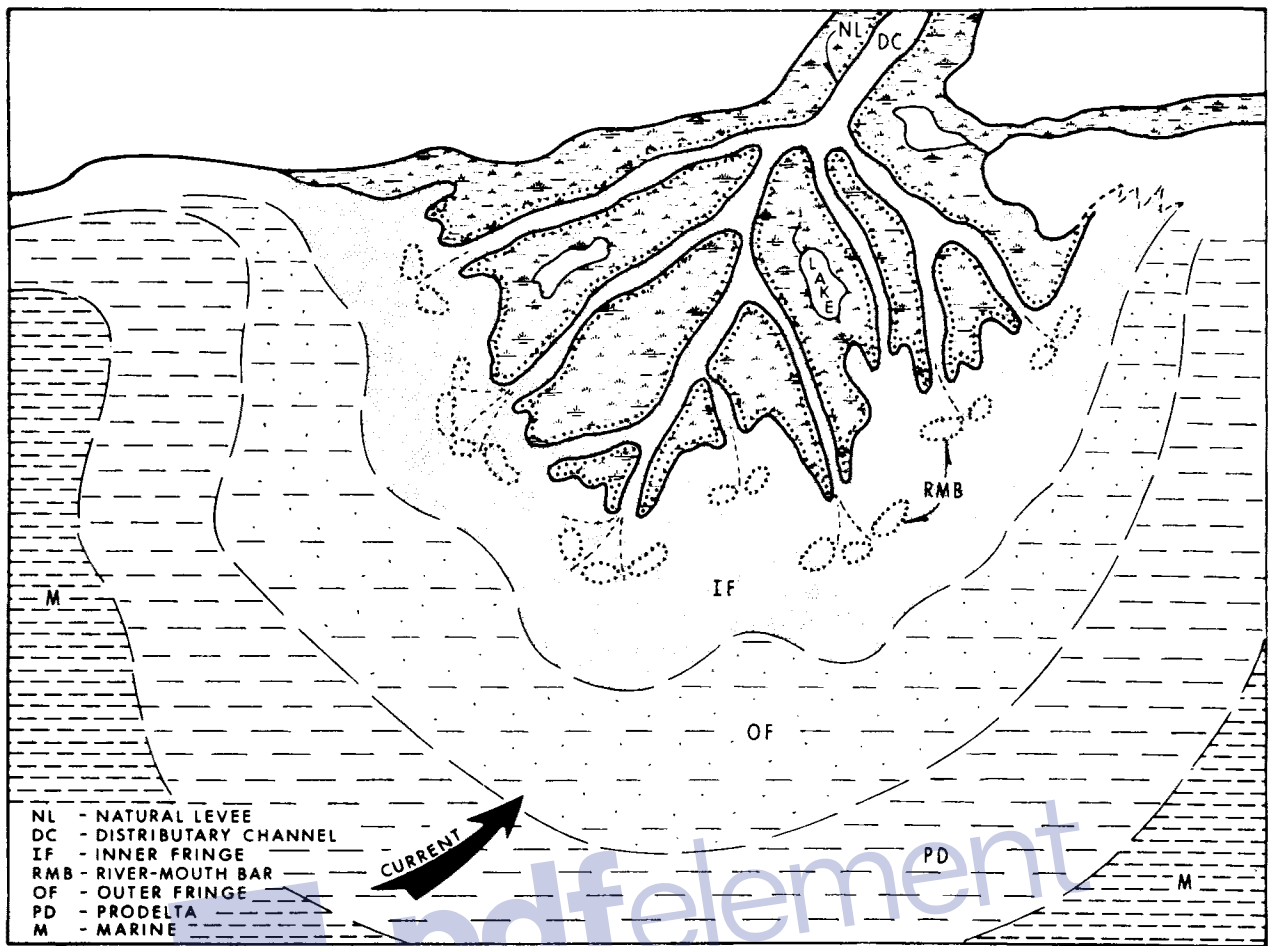 NL
DC
LAKE
RMB
IF
M
OF
CURRENT
PD
M
NL - NATURAL LEVEE
DC - DISTRIBUTARY CHANNEL
IF - INNER FRINGE
RMB - RIVER-MOUTH BAR
OF - OUTER FRINGE
PD - PRODELTA
M - MARINE
pdfelement